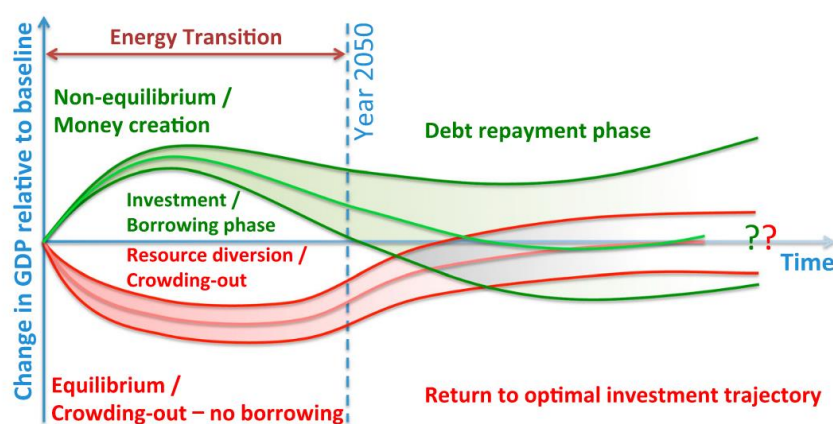 Change in GDP relative to baseline
Energy Transition
Year 2050
Non-equilibrium /
Money creation
Debt repayment phase
Investment /
Borrowing phase
Resource diversion /
Crowding-out
??
Time
Equilibrium /
Crowding-out – no borrowing
Return to optimal investment trajectory